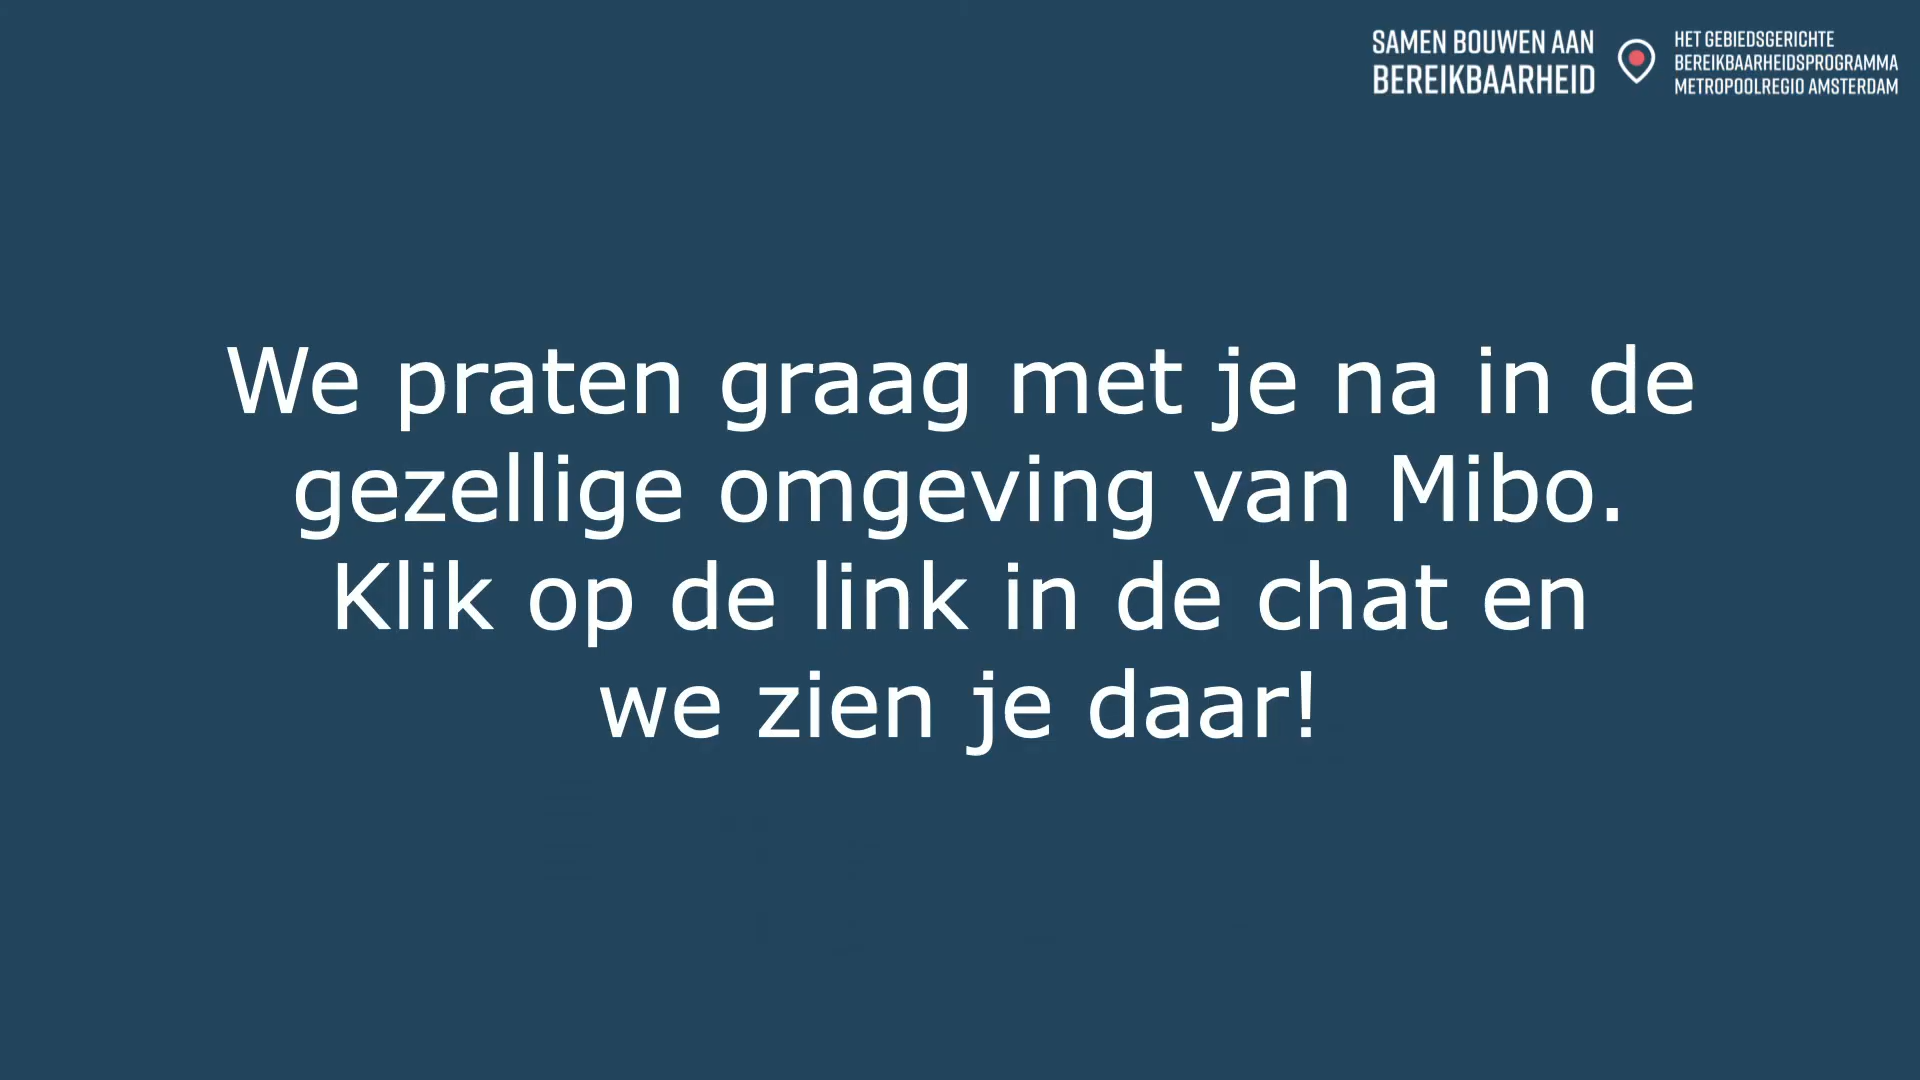 SAMEN BOUWEN AAN
BEREIKBAARHEID
HET GEBIEDSGERICHTE
BEREIKBAARHEIDSPROGRAMMA
METROPOOLREGIO AMSTERDAM
We praten graag met je na in de
gezellige omgeving van Mibo.
Klik op de link in de chat en
we zien je daar!